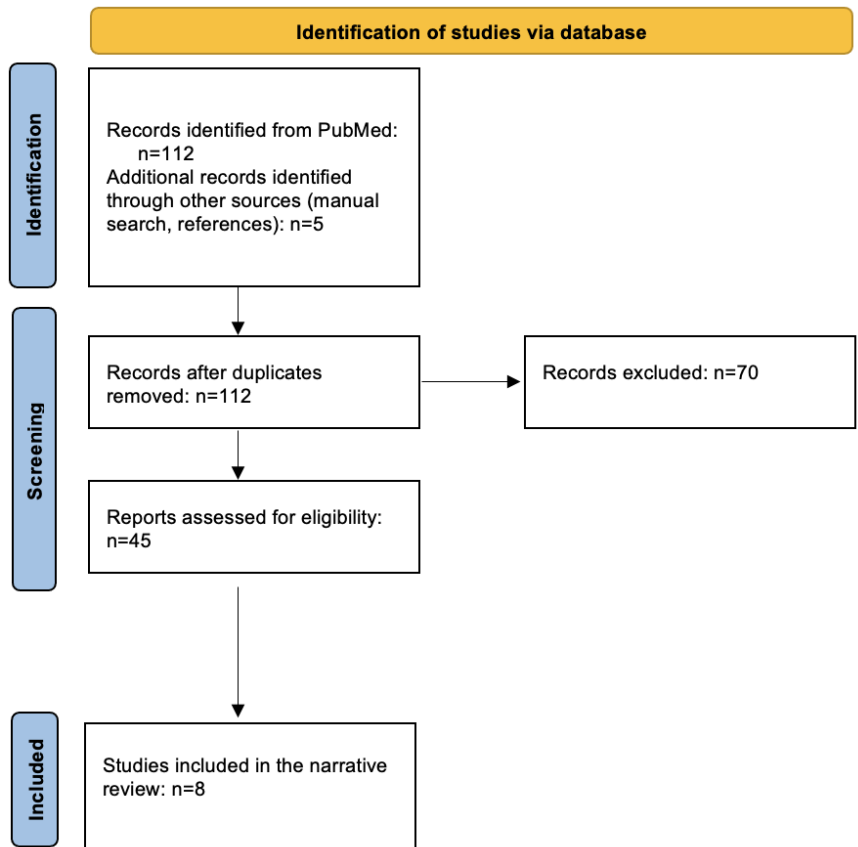 Identification of studies via database
Identification
Records identified from PubMed:
n=112
Additional records identified
through other sources (manual
search, references): n=5
Screening
Records after duplicates
removed: n=112
Records excluded: n=70
Reports assessed for eligibility:
n=45
Included
Studies included in the narrative
review: n=8